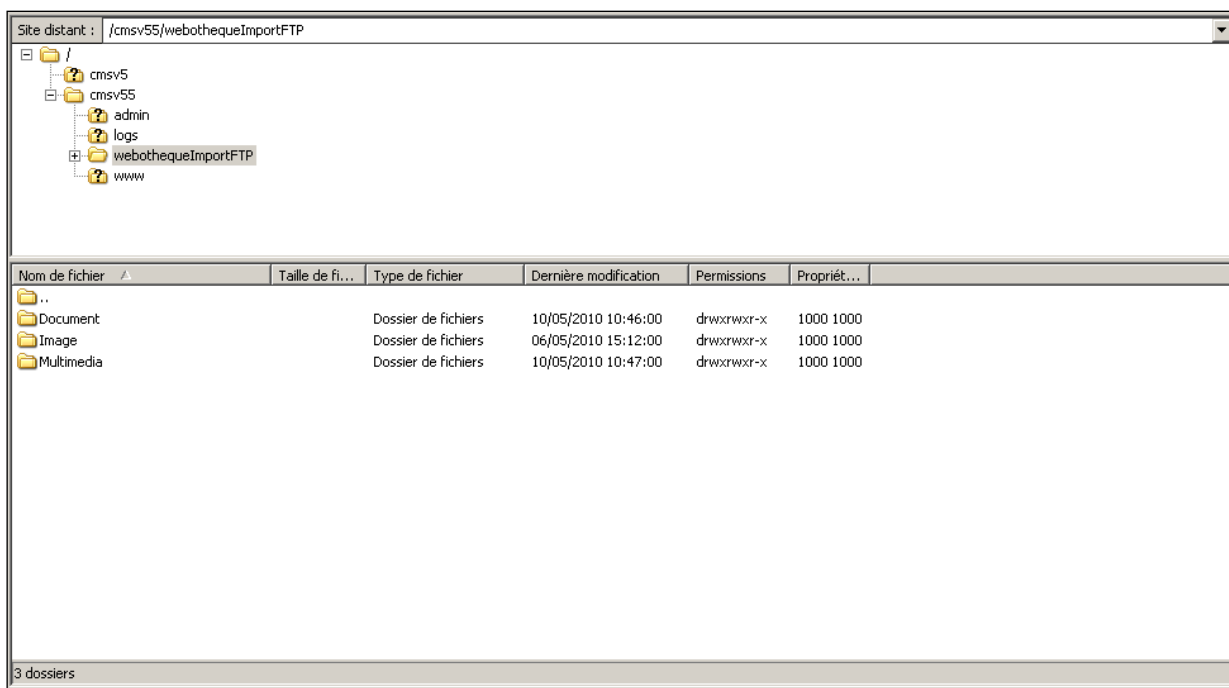 Site distant : /cmsv55/webothequeImportFTP
/
cmsv5
cmsv55
admin
logs
webothequeImportFTP
www
Nom de fichier Taille de fi... Type de fichier Dernière modification Permissions Propriét...
..
Document Dossier de fichiers 10/05/2010 10:46:00 drwxrwxr-x 1000 1000
Image Dossier de fichiers 06/05/2010 15:12:00 drwxrwxr-x 1000 1000
Multimedia Dossier de fichiers 10/05/2010 10:47:00 drwxrwxr-x 1000 1000
3 dossiers